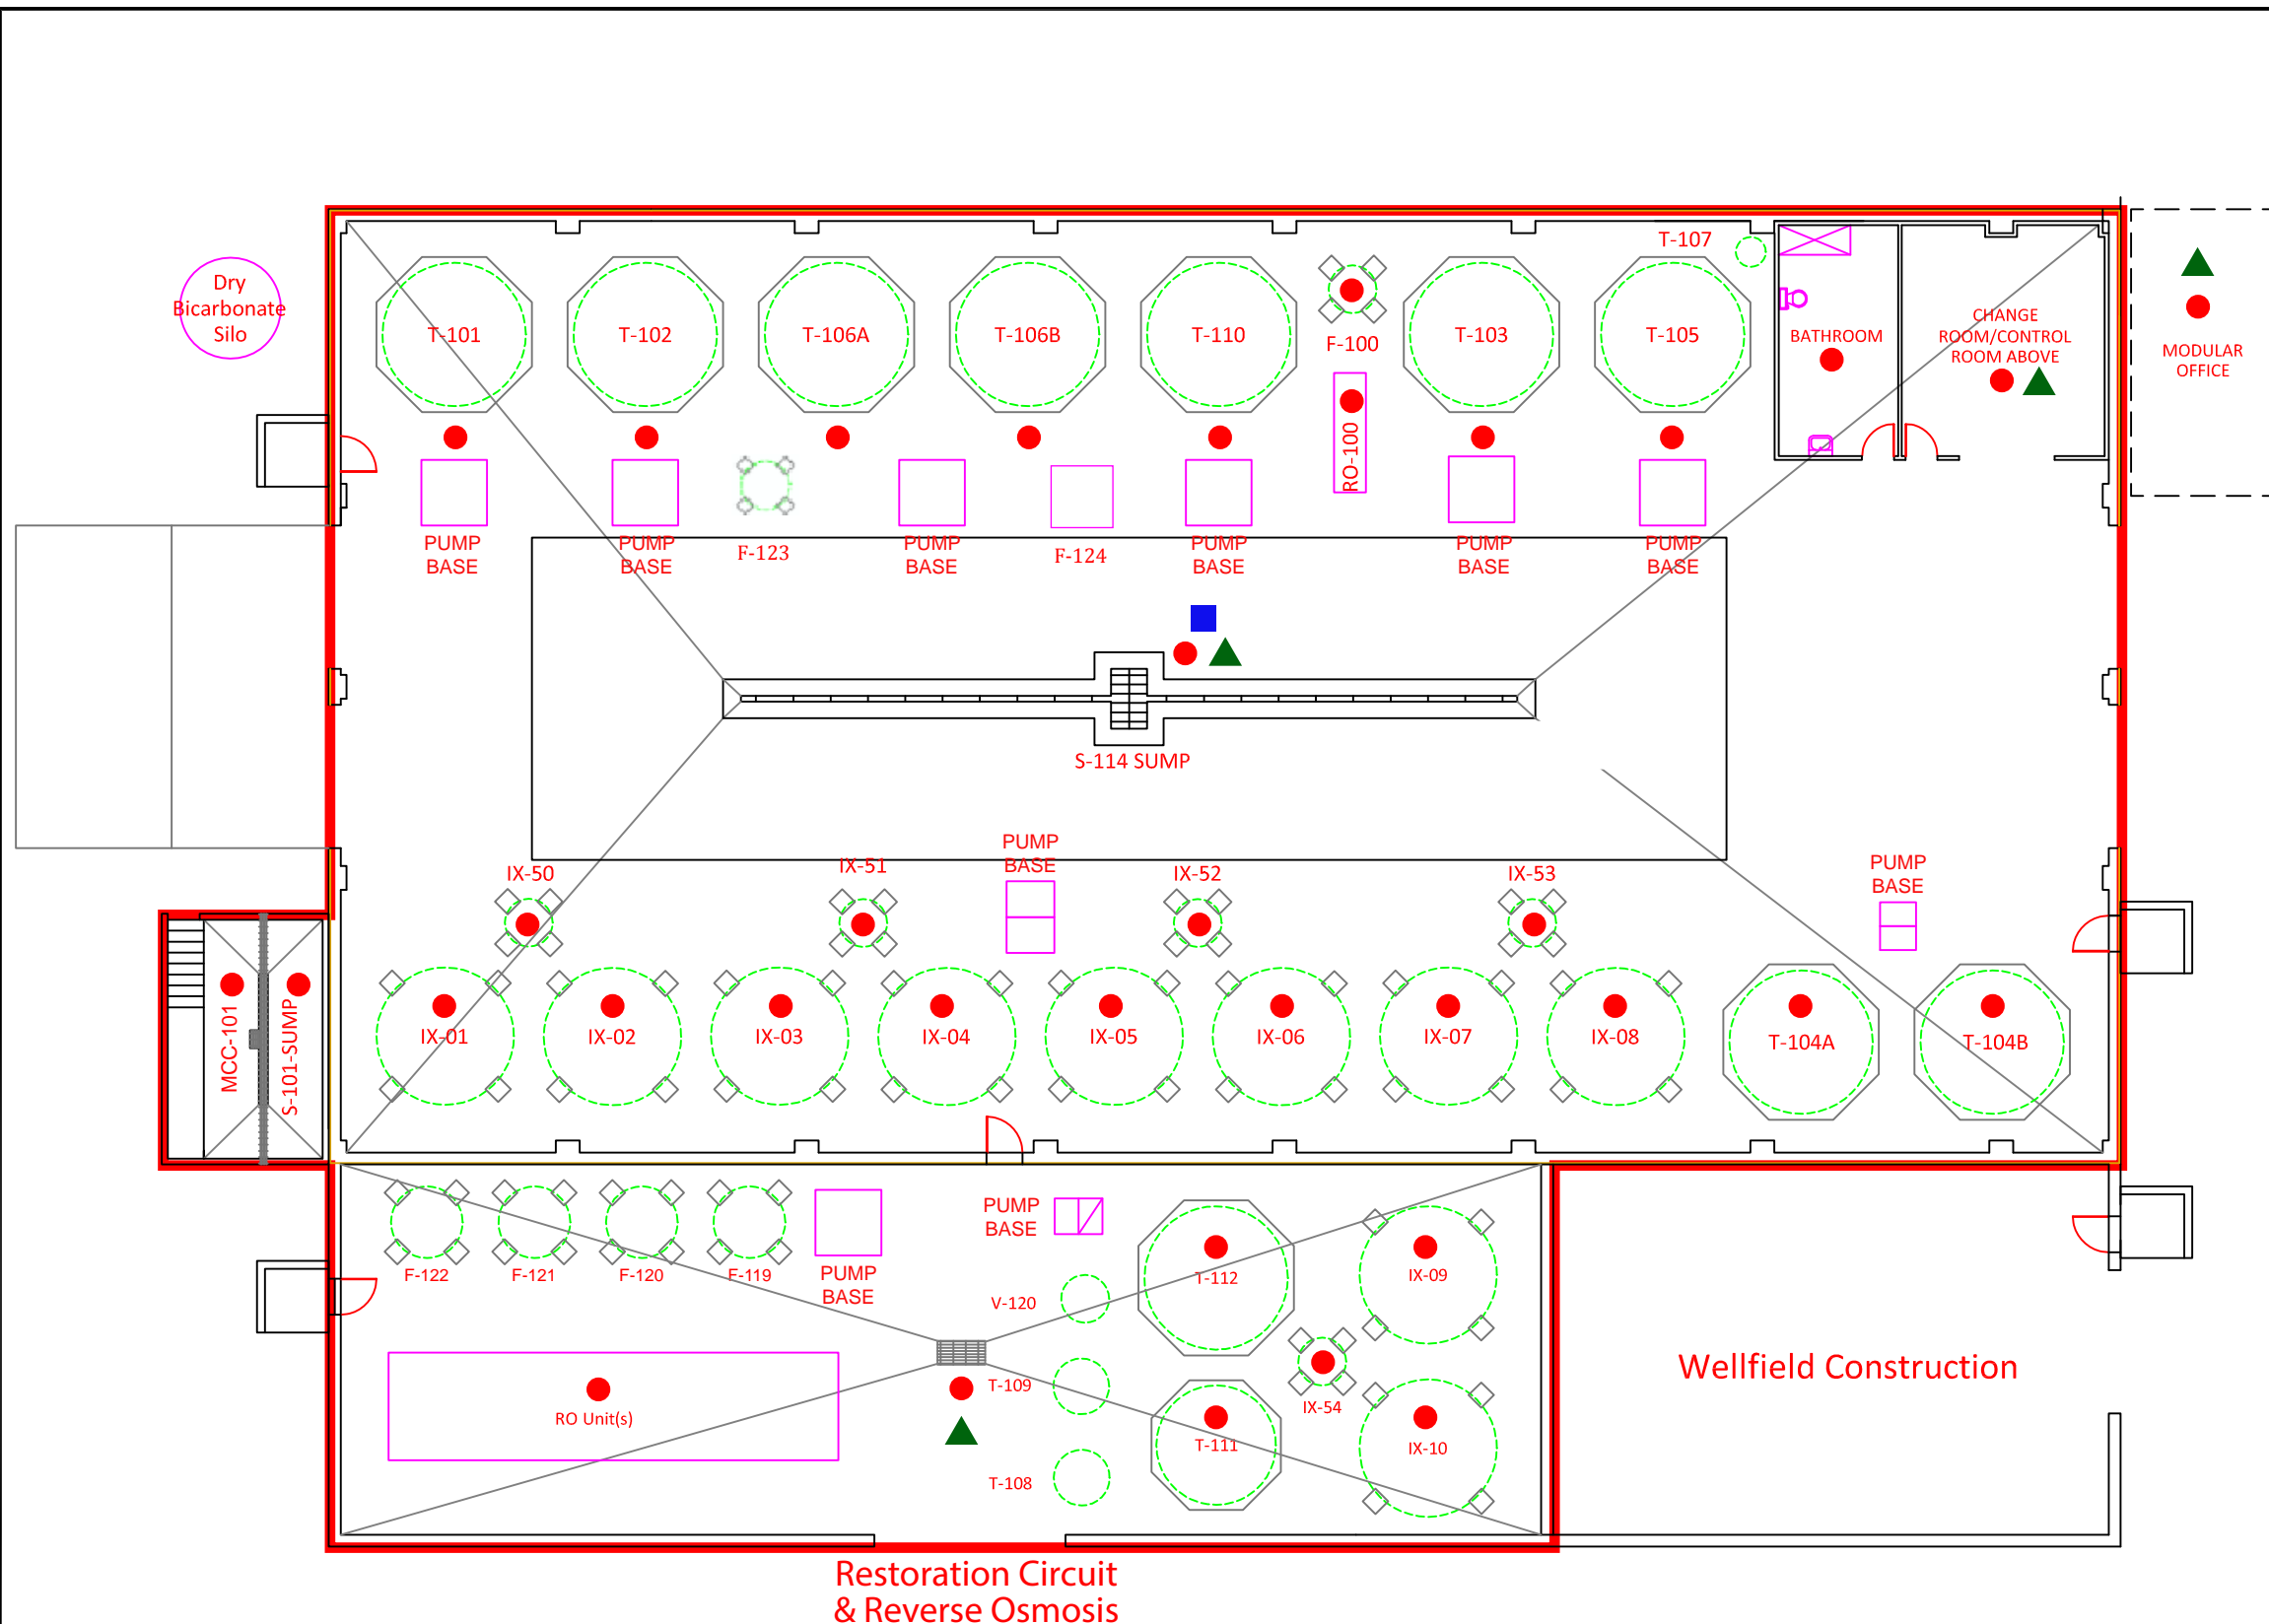 T-107
Dry
Bicarbonate
Silo
T-101
T-102
T-106A
T-106B
T-110
F-100
T-103
T-105
BATHROOM
CHANGE
ROOM/CONTROL
ROOM ABOVE
MODULAR
OFFICE
RO-100
PUMP
BASE
PUMP
BASE
F-123
PUMP
BASE
F-124
PUMP
BASE
PUMP
BASE
PUMP
BASE
S-114 SUMP
IX-50
IX-51
PUMP
BASE
IX-52
IX-53
PUMP
BASE
MCC-101
S-101-SUMP
IX-01
IX-02
IX-03
IX-04
IX-05
IX-06
IX-07
IX-08
T-104A
T-104B
F-122
F-121
F-120
F-119
PUMP
BASE
PUMP
BASE
V-120
T-112
IX-09
T-109
IX-54
RO Unit(s)
T-111
IX-10
T-108
Wellfield Construction
Restoration Circuit
& Reverse Osmosis